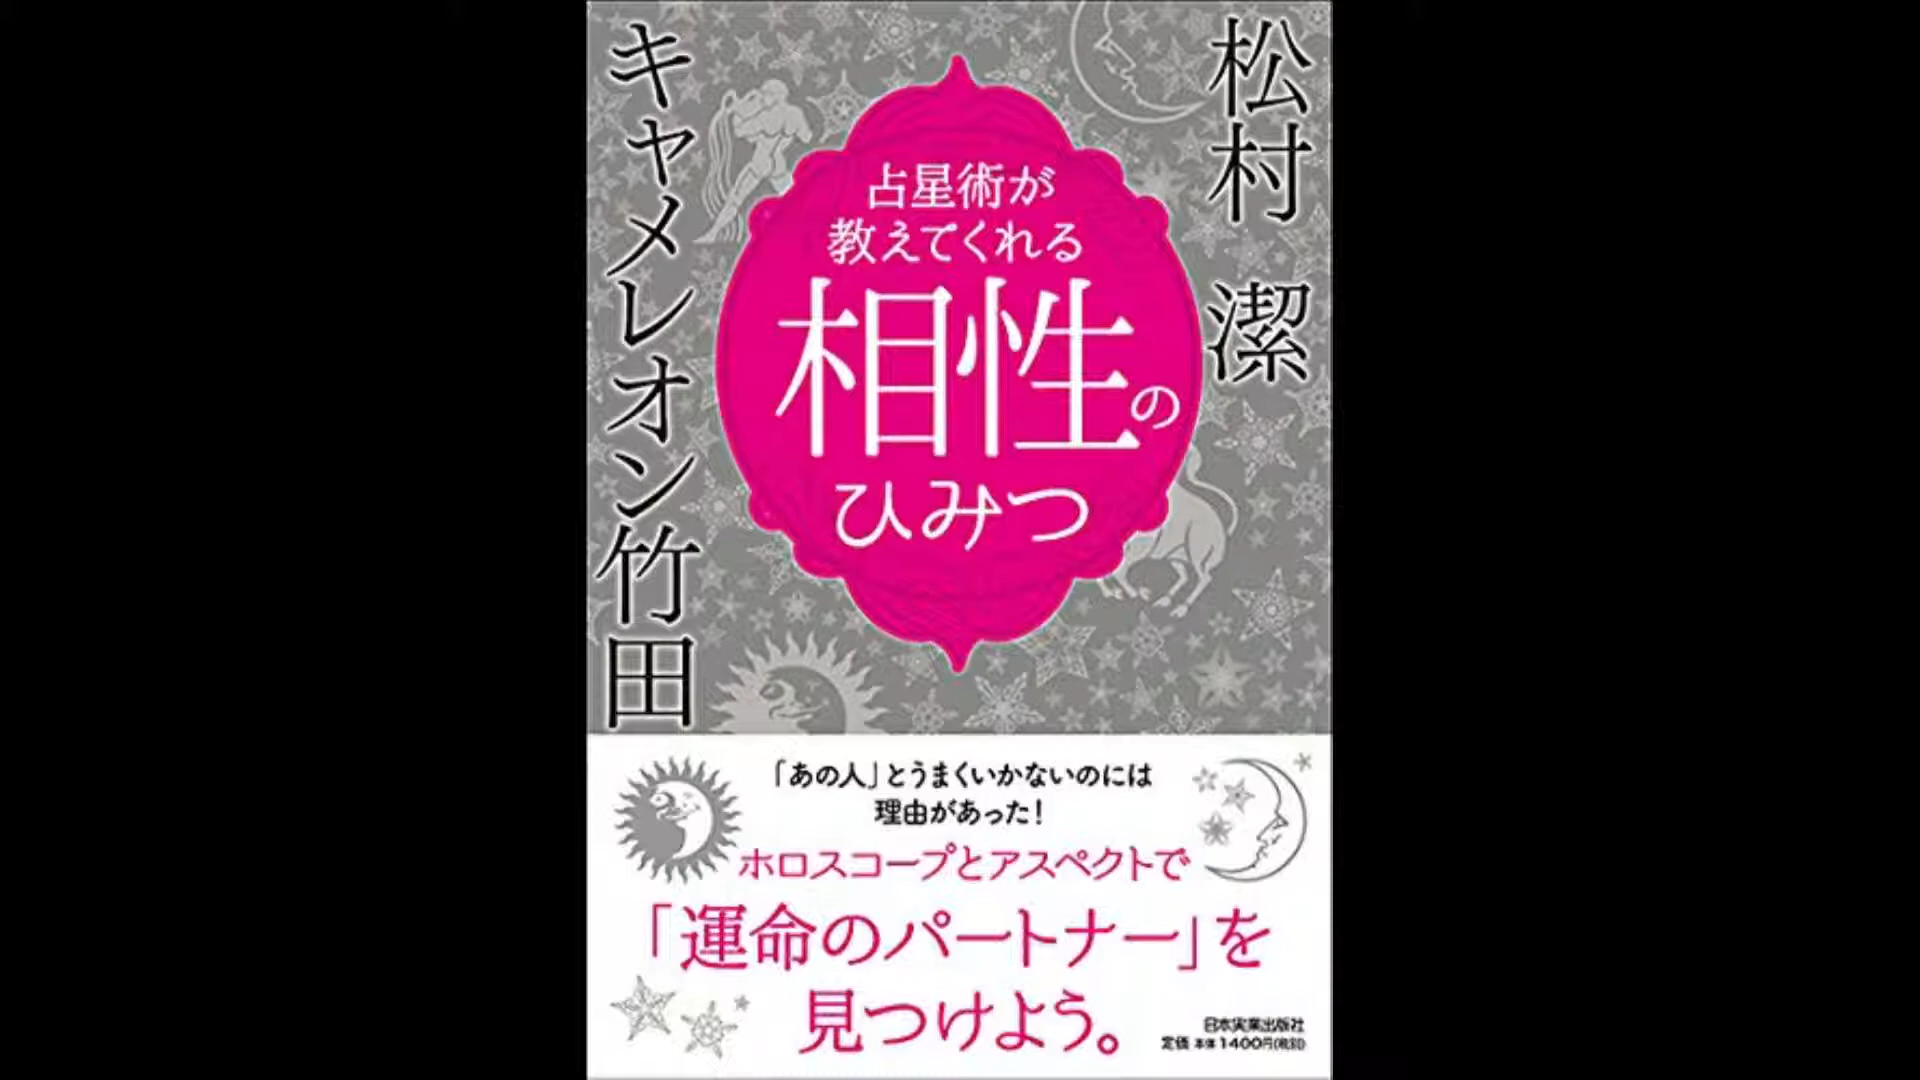 松村 潔
占星術が
教えてくれる
相性の
ひみつ
キャメレオン竹田
「あの人」とうまくいかないのには
理由があった!
ホロスコープとアスペクトで
「運命のパートナー」を
見つけよう。
日本実業出版社
定価 本体1400円(税別)